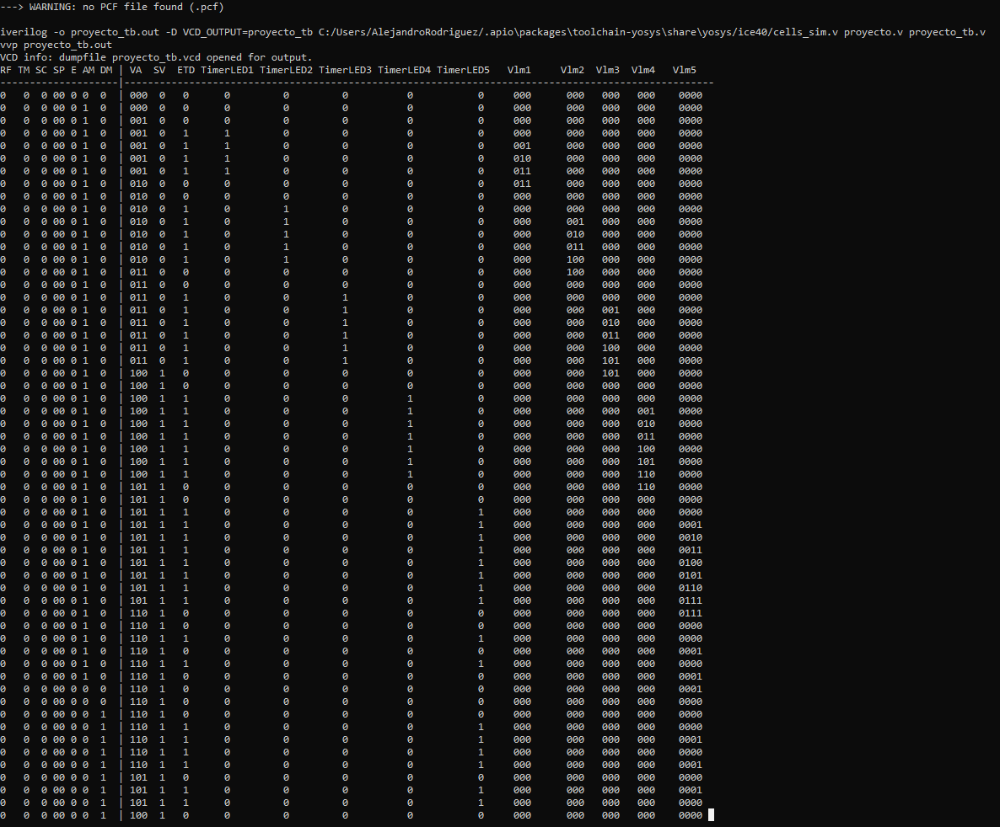 ---> WARNING: no PCF file found (.pcf)
iverilog -o proyecto_tb.out -D VCD_OUTPUT=proyecto_tb C:/Users/AlejandroRodriguez/.apio\packages\toolchain-yosys\share\yosys/ice40/cells_sim.v proyecto.v proyecto_tb.v
vvp proyecto_tb.out
VCD info: dumpfile proyecto_tb.vcd opened for output.
RF TM SC SP E AM DM | VA SV ETD TimerLED1 TimerLED2 TimerLED3 TimerLED4 TimerLED5 Vlm1 Vlm2 Vlm3 Vlm4 Vlm5
--------------------|----------------------------------------------------------------------------------------------------
0 0 0 00 0 0 0 | 000 0 0 0 0 0 0 0 000 000 000 000 0000
0 0 0 00 0 1 0 | 000 0 0 0 0 0 0 0 000 000 000 000 0000
0 0 0 00 0 1 0 | 001 0 0 0 0 0 0 0 000 000 000 000 0000
0 0 0 00 0 1 0 | 001 0 1 1 0 0 0 0 000 000 000 000 0000
0 0 0 00 0 1 0 | 001 0 1 1 0 0 0 0 001 000 000 000 0000
0 0 0 00 0 1 0 | 001 0 1 1 0 0 0 0 010 000 000 000 0000
0 0 0 00 0 1 0 | 001 0 1 1 0 0 0 0 011 000 000 000 0000
0 0 0 00 0 1 0 | 010 0 0 0 0 0 0 0 011 000 000 000 0000
0 0 0 00 0 1 0 | 010 0 0 0 0 0 0 0 000 000 000 000 0000
0 0 0 00 0 1 0 | 010 0 1 0 1 0 0 0 000 000 000 000 0000
0 0 0 00 0 1 0 | 010 0 1 0 1 0 0 0 000 001 000 000 0000
0 0 0 00 0 1 0 | 010 0 1 0 1 0 0 0 000 010 000 000 0000
0 0 0 00 0 1 0 | 010 0 1 0 1 0 0 0 000 011 000 000 0000
0 0 0 00 0 1 0 | 010 0 1 0 1 0 0 0 000 100 000 000 0000
0 0 0 00 0 1 0 | 011 0 0 0 0 0 0 0 000 100 000 000 0000
0 0 0 00 0 1 0 | 011 0 0 0 0 0 0 0 000 000 000 000 0000
0 0 0 00 0 1 0 | 011 0 1 0 0 1 0 0 000 000 000 000 0000
0 0 0 00 0 1 0 | 011 0 1 0 0 1 0 0 000 000 001 000 0000
0 0 0 00 0 1 0 | 011 0 1 0 0 1 0 0 000 000 010 000 0000
0 0 0 00 0 1 0 | 011 0 1 0 0 1 0 0 000 000 011 000 0000
0 0 0 00 0 1 0 | 011 0 1 0 0 1 0 0 000 000 100 000 0000
0 0 0 00 0 1 0 | 011 0 1 0 0 1 0 0 000 000 101 000 0000
0 0 0 00 0 1 0 | 100 1 0 0 0 0 0 0 000 000 101 000 0000
0 0 0 00 0 1 0 | 100 1 0 0 0 0 0 0 000 000 000 000 0000
0 0 0 00 0 1 0 | 100 1 1 0 0 0 1 0 000 000 000 000 0000
0 0 0 00 0 1 0 | 100 1 1 0 0 0 1 0 000 000 000 001 0000
0 0 0 00 0 1 0 | 100 1 1 0 0 0 1 0 000 000 000 010 0000
0 0 0 00 0 1 0 | 100 1 1 0 0 0 1 0 000 000 000 011 0000
0 0 0 00 0 1 0 | 100 1 1 0 0 0 1 0 000 000 000 100 0000
0 0 0 00 0 1 0 | 100 1 1 0 0 0 1 0 000 000 000 101 0000
0 0 0 00 0 1 0 | 100 1 1 0 0 0 1 0 000 000 000 110 0000
0 0 0 00 0 1 0 | 101 1 0 0 0 0 0 0 000 000 000 110 0000
0 0 0 00 0 1 0 | 101 1 0 0 0 0 0 0 000 000 000 000 0000
0 0 0 00 0 1 0 | 101 1 1 0 0 0 0 1 000 000 000 000 0000
0 0 0 00 0 1 0 | 101 1 1 0 0 0 0 1 000 000 000 000 0001
0 0 0 00 0 1 0 | 101 1 1 0 0 0 0 1 000 000 000 000 0010
0 0 0 00 0 1 0 | 101 1 1 0 0 0 0 1 000 000 000 000 0011
0 0 0 00 0 1 0 | 101 1 1 0 0 0 0 1 000 000 000 000 0100
0 0 0 00 0 1 0 | 101 1 1 0 0 0 0 1 000 000 000 000 0101
0 0 0 00 0 1 0 | 101 1 1 0 0 0 0 1 000 000 000 000 0110
0 0 0 00 0 1 0 | 101 1 1 0 0 0 0 1 000 000 000 000 0111
0 0 0 00 0 1 0 | 110 1 0 0 0 0 0 0 000 000 000 000 0111
0 0 0 00 0 1 0 | 110 1 0 0 0 0 0 0 000 000 000 000 0000
0 0 0 00 0 1 0 | 110 1 1 0 0 0 0 1 000 000 000 000 0000
0 0 0 00 0 1 0 | 110 1 0 0 0 0 0 0 000 000 000 000 0001
0 0 0 00 0 1 0 | 110 1 1 0 0 0 0 1 000 000 000 000 0000
0 0 0 00 0 1 0 | 110 1 0 0 0 0 0 0 000 000 000 000 0001
0 0 0 00 0 1 0 | 110 1 0 0 0 0 0 0 000 000 000 000 0001
0 0 0 00 0 0 0 | 110 1 0 0 0 0 0 0 000 000 000 000 0000
0 0 0 00 0 0 1 | 110 1 0 0 0 0 0 0 000 000 000 000 0000
0 0 0 00 0 0 1 | 110 1 1 0 0 0 0 1 000 000 000 000 0000
0 0 0 00 0 0 1 | 110 1 1 0 0 0 0 1 000 000 000 000 0001
0 0 0 00 0 0 1 | 110 1 1 0 0 0 0 1 000 000 000 000 0000
0 0 0 00 0 0 1 | 110 1 1 0 0 0 0 1 000 000 000 000 0001
0 0 0 00 0 0 1 | 101 1 0 0 0 0 0 0 000 000 000 000 0000
0 0 0 00 0 0 1 | 101 1 1 0 0 0 0 1 000 000 000 000 0001
0 0 0 00 0 0 1 | 101 1 1 0 0 0 0 1 000 000 000 000 0000
0 0 0 00 0 0 1 | 100 1 0 0 0 0 0 0 000 000 000 000 0000